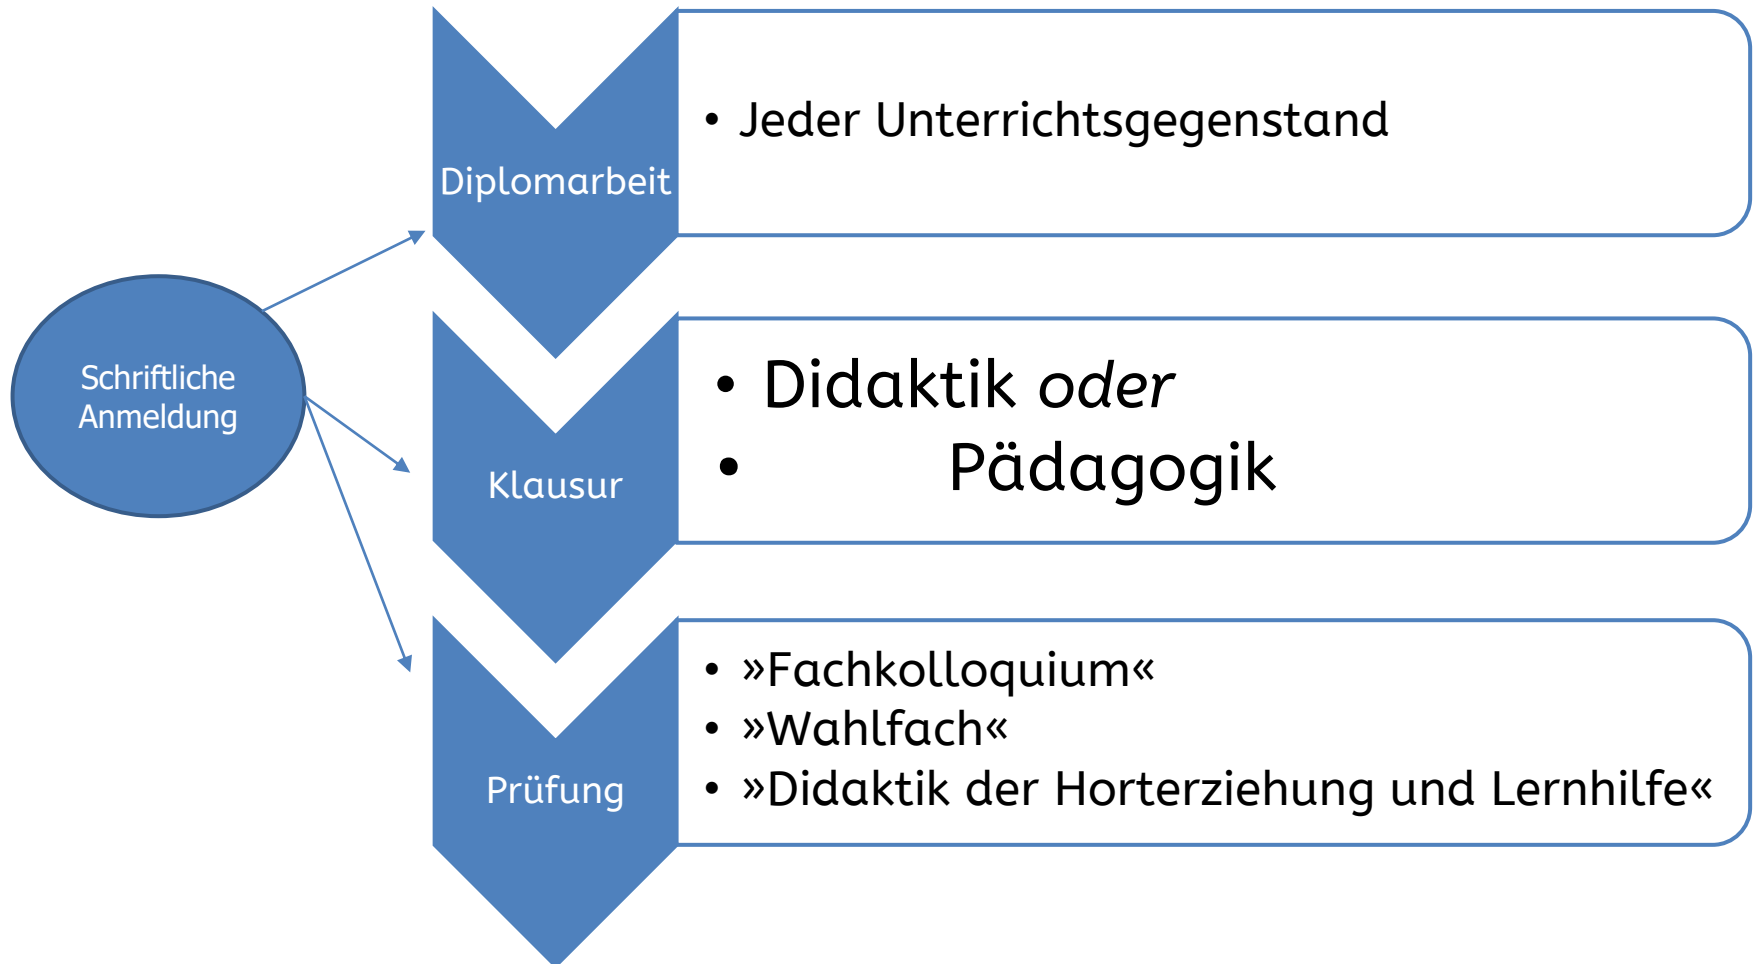 Schriftliche
Anmeldung
Diplomarbeit
• Jeder Unterrichtsgegenstand
Klausur
• Didaktik oder
• Pädagogik
Prüfung
• »Fachkolloquium«
• »Wahlfach«
• »Didaktik der Horterziehung und Lernhilfe«